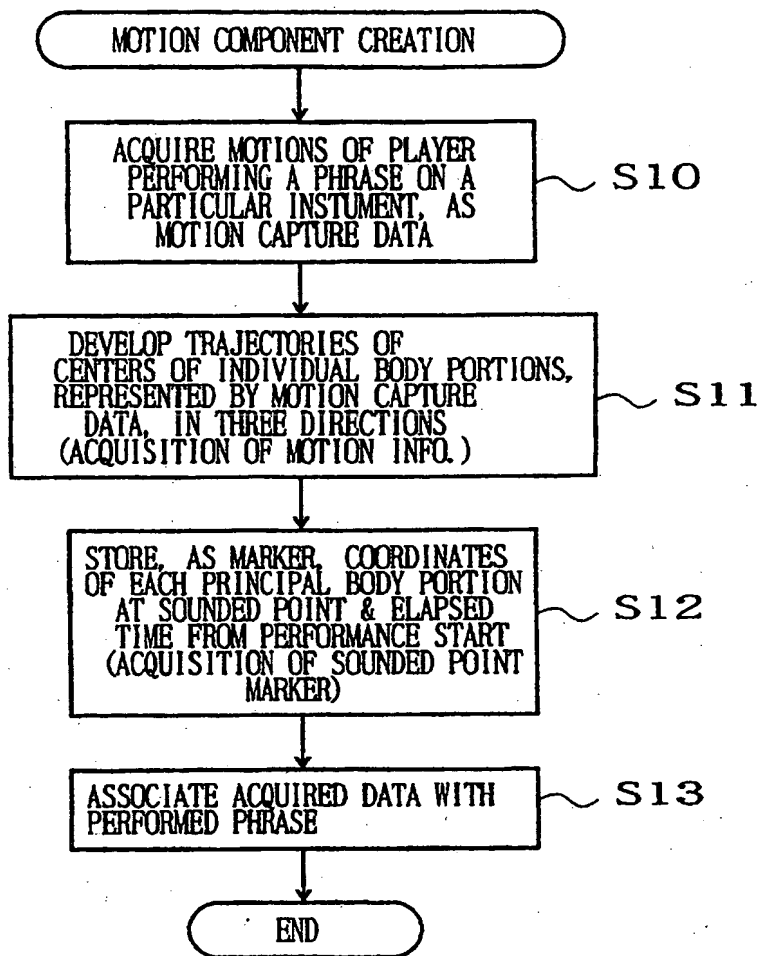 MOTION COMPONENT CREATION
ACQUIRE MOTIONS OF PLAYER
PERFORMING A PHRASE ON A
PARTICULAR INSTUMENT, AS
MOTION CAPTURE DATA
S10
DEVELOP TRAJECTORIES OF
CENTERS OF INDIVIDUAL BODY PORTIONS,
REPRESENTED BY MOTION CAPTURE
DATA, IN THREE DIRECTIONS
(ACQUISITION OF MOTION INFO.)
S11
STORE, AS MARKER, COORDINATES
OF EACH PRINCIPAL BODY PORTION
AT SOUNDED POINT & ELAPSED
TIME FROM PERFORMANCE START
(ACQUISITION OF SOUNDED POINT
MARKER)
S12
ASSOCIATE ACQUIRED DATA WITH
PERFORMED PHRASE
S13
END